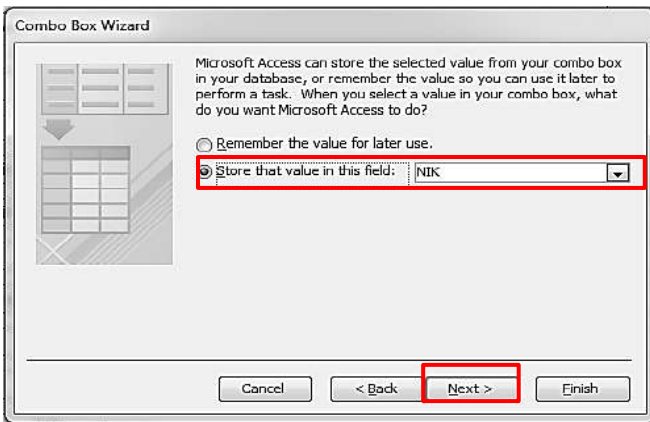 Combo Box Wizard
Microsoft Access can store the selected value from your combo box
in your database, or remember the value so you can use it later to
perform a task. When you select a value in your combo box, what
do you want Microsoft Access to do?
Remember the value for later use.
Store that value in this field: NIK
Cancel < Back Next > Finish